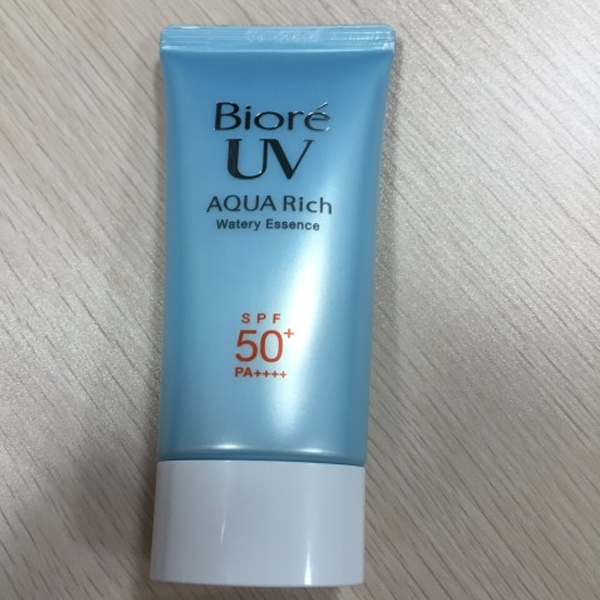 Bioré
UV
AQUA Rich
Watery Essence
SPF
50+
PA++++